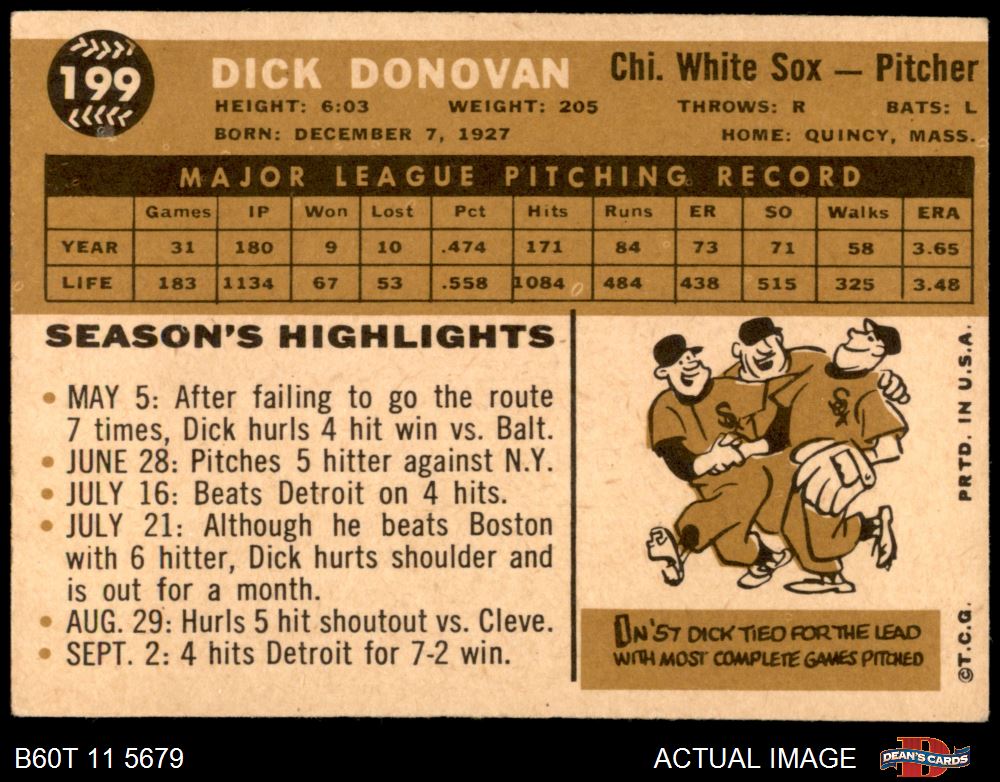 199
DICK DONOVAN
Chi. White Sox — Pitcher
HEIGHT: 6:03 WEIGHT: 205 THROWS: R BATS: L
BORN: DECEMBER 7, 1927 HOME: QUINCY, MASS.
MAJOR LEAGUE PITCHING RECORD
Games IP Won Lost Pct Hits Runs ER SO Walks ERA
YEAR 31 180 9 10 .474 171 84 73 71 58 3.65
LIFE 183 1134 67 53 .558 1084 484 438 515 325 3.48
SEASON'S HIGHLIGHTS
• MAY 5: After failing to go the route
7 times, Dick hurls 4 hit win vs. Balt.
• JUNE 28: Pitches 5 hitter against N.Y.
• JULY 16: Beats Detroit on 4 hits.
• JULY 21: Although he beats Boston
with 6 hitter, Dick hurts shoulder and
is out for a month.
• AUG. 29: Hurls 5 hit shoutout vs. Cleve.
• SEPT. 2: 4 hits Detroit for 7-2 win.
SOX
SOX
ON '57 DICK TIED FOR THE LEAD
WITH MOST COMPLETE GAMES PITCHED
PRTD. IN U.S.A.
©T.C.G.
B60T 11 5679
ACTUAL IMAGE
DEAN'S CARDS